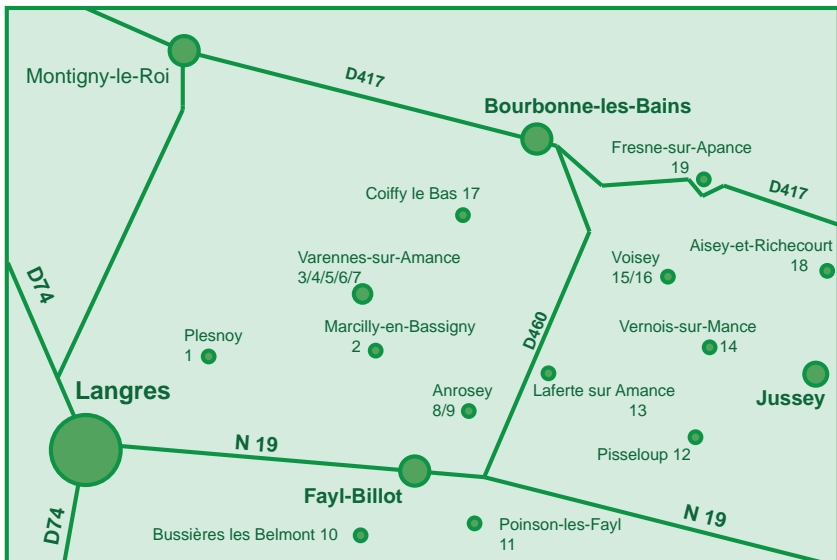 Montigny-le-Roi
D417
Bourbonne-les-Bains
Fresne-sur-Apance
19
D417
Coiffy le Bas 17
Aisey-et-Richecourt
18
Varennes-sur-Amance
3/4/5/6/7
Voisey
15/16
D74
Plesnoy
1
Marcilly-en-Bassigny
2
D460
Vernois-sur-Mance
14
Langres
Anrosey
8/9
Laferte sur Amance
13
Jussey
N 19
Pisseloup 12
Fayl-Billot
D74
Bussières les Belmont 10
Poinson-les-Fayl
11
N 19